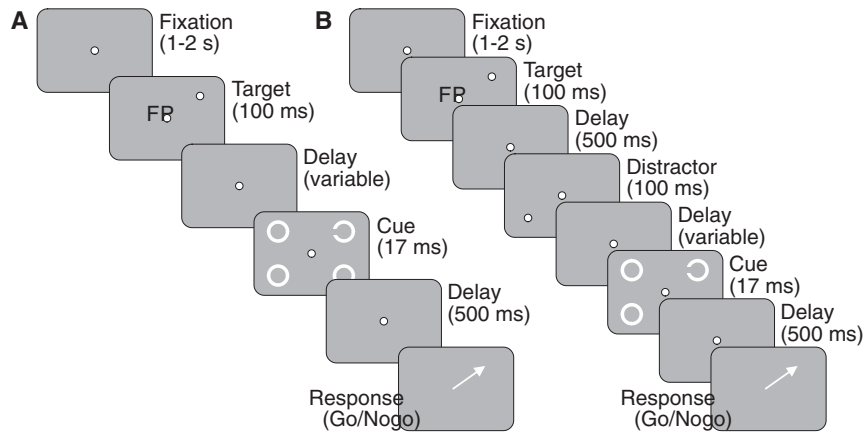 A
Fixation
(1-2 s)
FP
Target
(100 ms)
Delay
(variable)
Cue
(17 ms)
Delay
(500 ms)
Response
(Go/Nogo)
B
Fixation
(1-2 s)
FP
Target
(100 ms)
Delay
(500 ms)
Distractor
(100 ms)
Delay
(variable)
Cue
(17 ms)
Delay
(500 ms)
Response
(Go/Nogo)